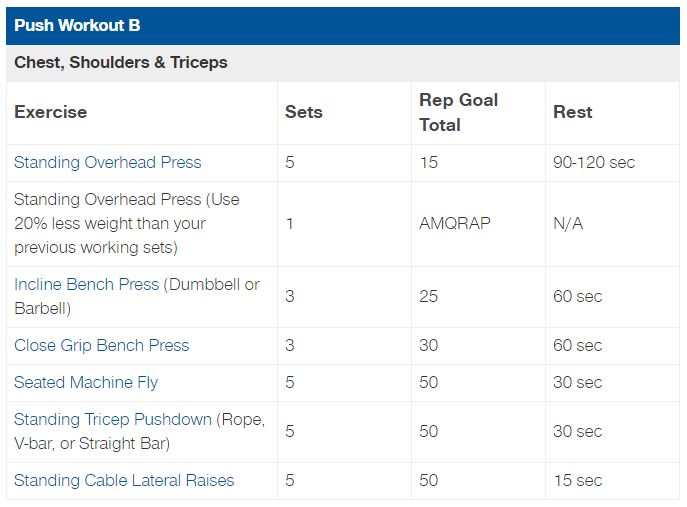 Push Workout B
Chest, Shoulders & Triceps
Exercise Sets Rep Goal Total Rest
Standing Overhead Press 5 15 90-120 sec
Standing Overhead Press (Use 20% less weight than your previous working sets) 1 AMQRAP N/A
Incline Bench Press (Dumbbell or Barbell) 3 25 60 sec
Close Grip Bench Press 3 30 60 sec
Seated Machine Fly 5 50 30 sec
Standing Tricep Pushdown (Rope, V-bar, or Straight Bar) 5 50 30 sec
Standing Cable Lateral Raises 5 50 15 sec